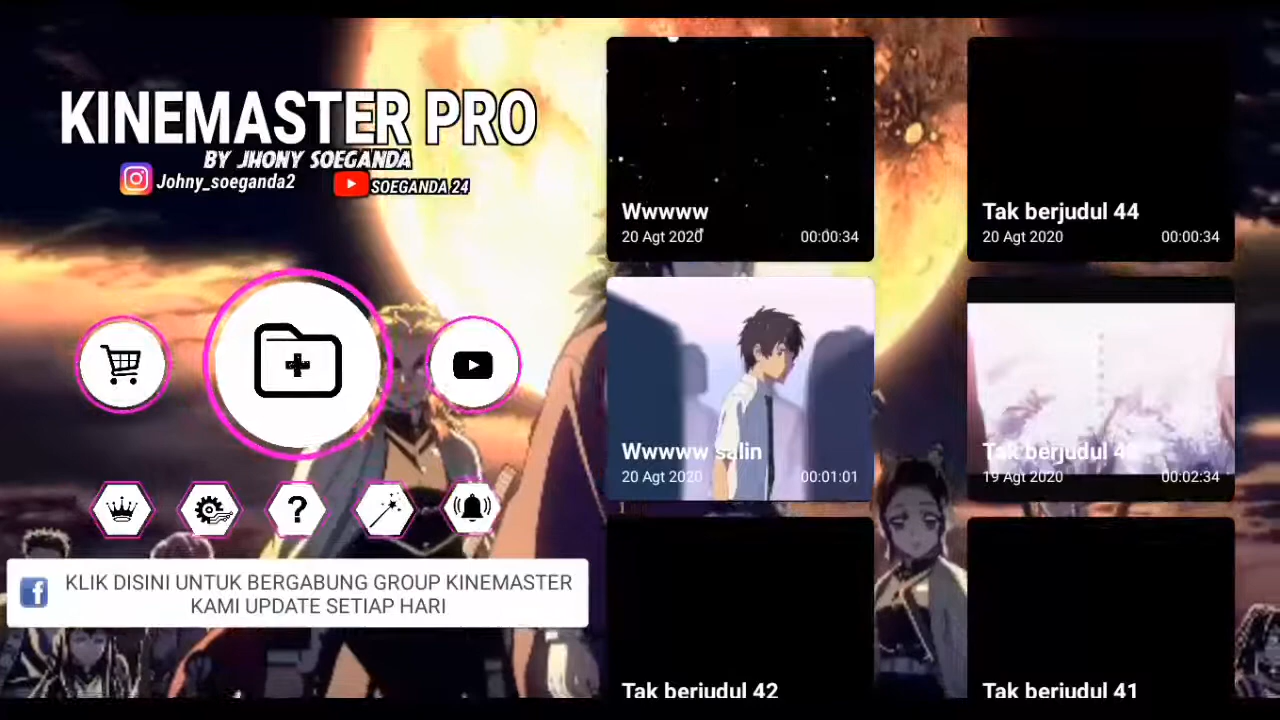 KINEMASTER PRO
BY JHONY SOEGANDA
Johny_soeganda2
SOEGANDA 24
KLIK DISINI UNTUK BERGABUNG GROUP KINEMASTER
KAMI UPDATE SETIAP HARI
Wwwww
20 Agt 2020 00:00:34
Tak berjudul 44
20 Agt 2020 00:00:34
Wwwww salin
20 Agt 2020 00:01:01
Tak berjudul
19 Agt 2020 00:02:34
Tak berjudul 42
Tak berjudul 41